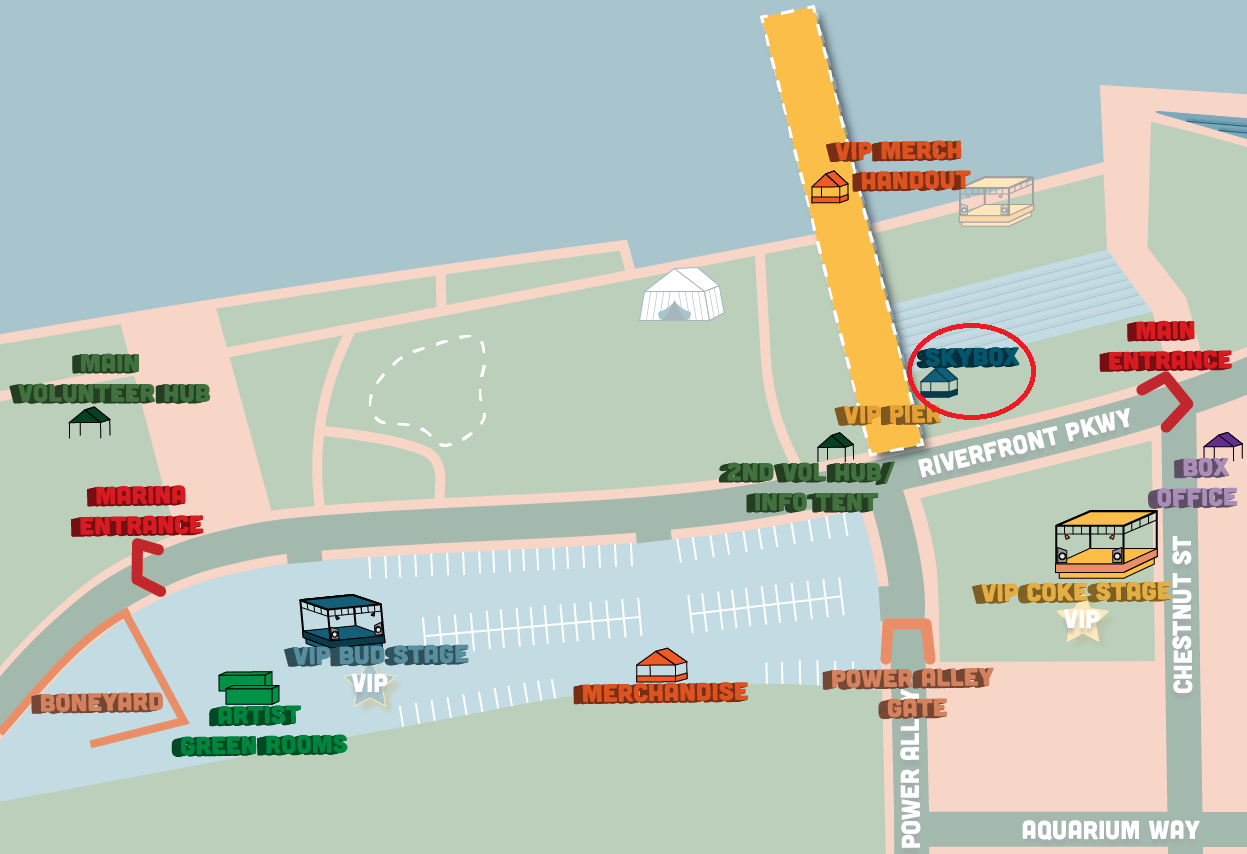 VIP MERCH
HANDOUT
MAIN
VOLUNTEER HUB
SKYBOX
MAIN
ENTRANCE
VIP PIER
RIVERFRONT PKWY
2ND VOL HUB/
INFO TENT
BOX
OFFICE
MARINA
ENTRANCE
VIP COKE STAGE
VIP
CHESTNUT ST
VIP BUD STAGE
VIP
MERCHANDISE
POWER ALLEY
GATE
BONEYARD
ARTIST
GREEN ROOMS
POWER ALLY
AQUARIUM WAY